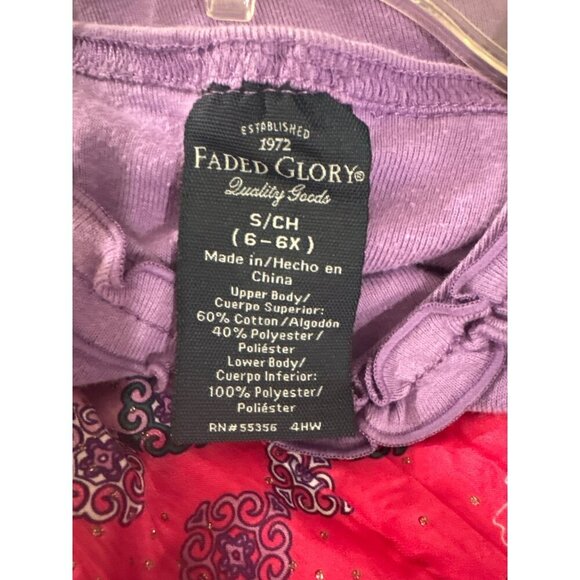 ESTABLISHED
1972
FADED GLORY®
Quality Goods
S/CH
(6-6X)
Made in/Hecho en
China
Upper Body/
Cuerpo Superior:
60% Cotton/Algodón
40% Polyester/
Poliéster
Lower Body/
Cuerpo Inferior:
100% Polyester/
Poliéster
RN#55356 4HW